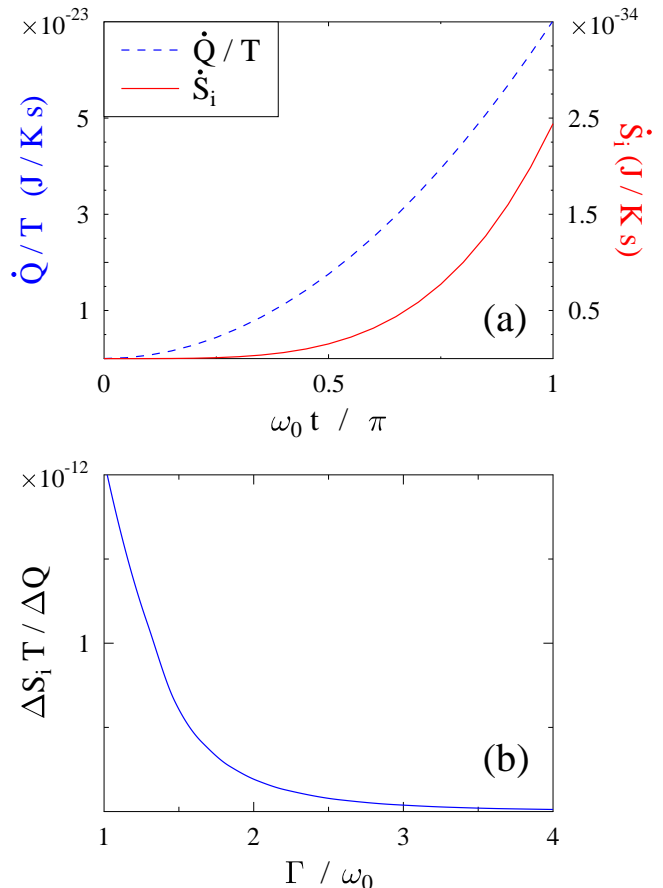 ×10-23
×10-34
Q̇ / T
Ṡi
5
3
1
2.5
1.5
0.5
Q̇ / T (J / K s)
Ṡi (J / K s)
(a)
0
0.5
1
ω0 t / π
×10-12
1
ΔSi T / ΔQ
(b)
1
2
3
4
Γ / ω0